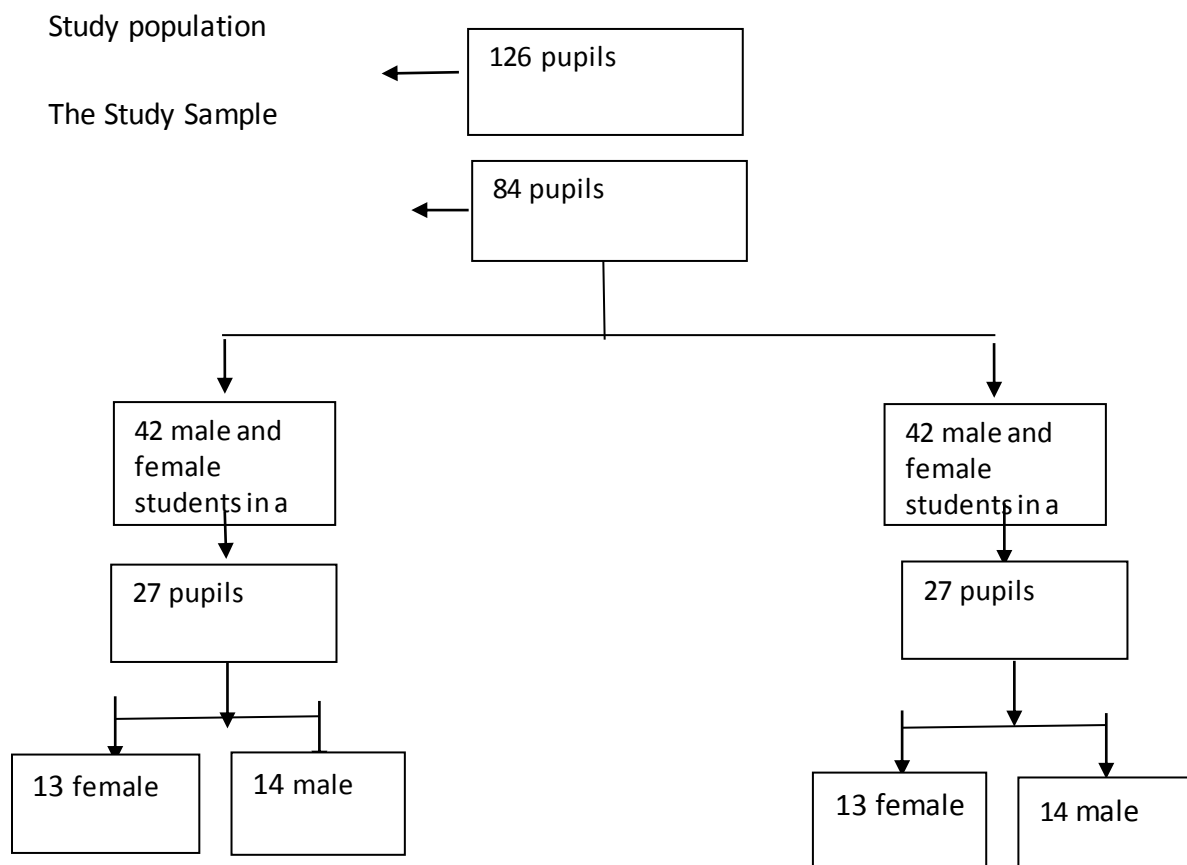 Study population
126 pupils
The Study Sample
84 pupils
42 male and
female
students in a
42 male and
female
students in a
27 pupils
27 pupils
13 female
14 male
13 female
14 male